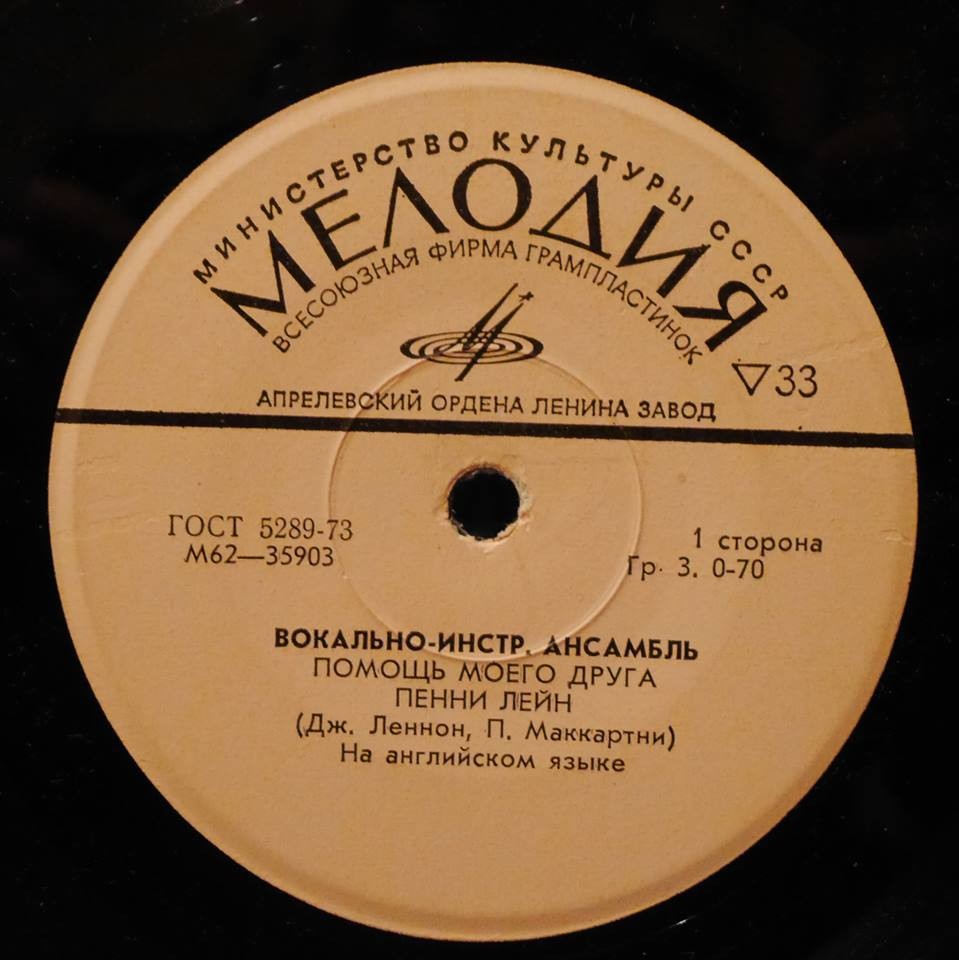 МИНИСТЕРСТВО КУЛЬТУРЫ СССР
МЕЛОДИЯ
ВСЕСОЮЗНАЯ ФИРМА ГРАМПЛАСТИНОК
▽33
АПРЕЛЕВСКИЙ ОРДЕНА ЛЕНИНА ЗАВОД
ГОСТ 5289-73
М62—35903
1 сторона
Гр. 3. 0-70
ВОКАЛЬНО-ИНСТР. АНСАМБЛЬ
ПОМОЩЬ МОЕГО ДРУГА
ПЕННИ ЛЕЙН
(Дж. Леннон, П. Маккартни)
На английском языке